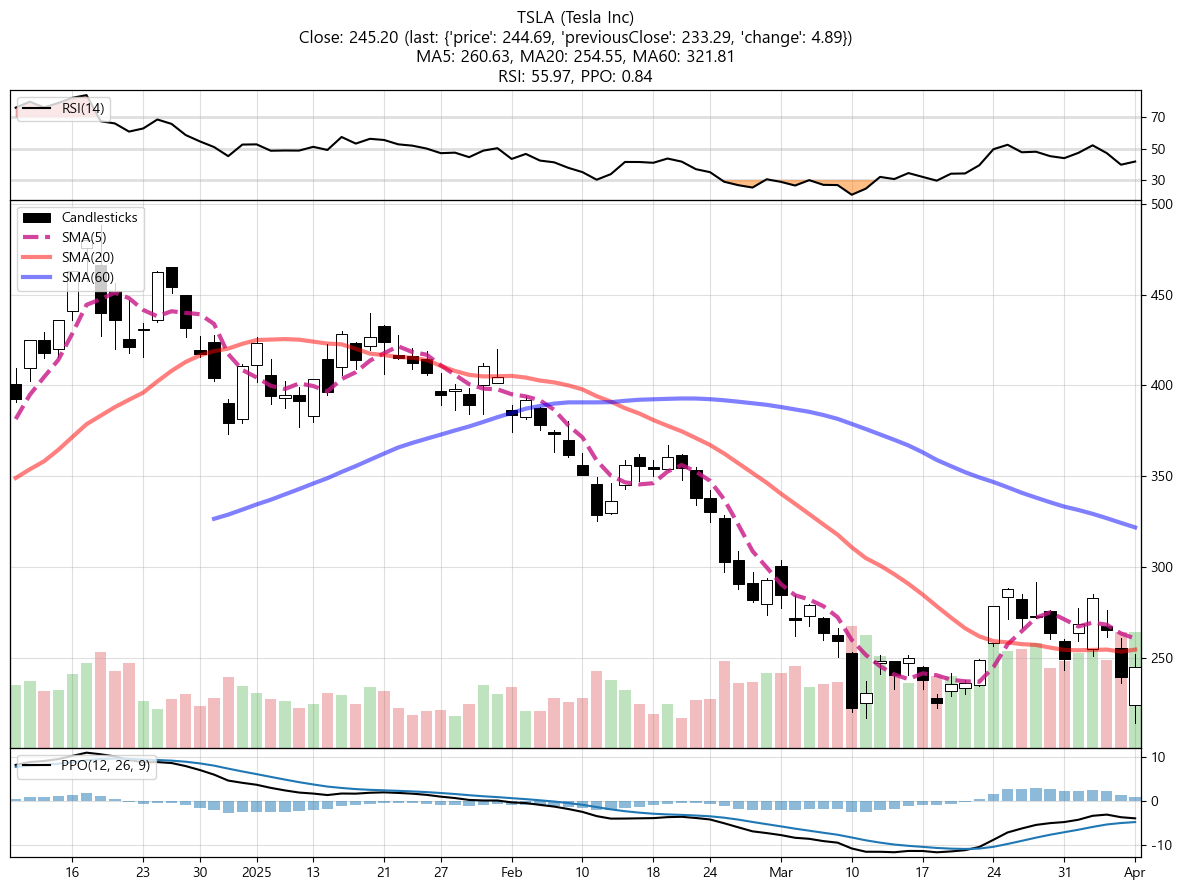 TSLA (Tesla Inc)
Close: 245.20 (last: {'price': 244.69, 'previousClose': 233.29, 'change': 4.89})
MA5: 260.63, MA20: 254.55, MA60: 321.81
RSI: 55.97, PPO: 0.84
RSI(14)
70
50
30
Candlesticks
SMA(5)
SMA(20)
SMA(60)
500
450
400
350
300
250
PPO(12, 26, 9)
10
0
-10
16 23 30 2025 13 21 27 Feb 10 18 24 Mar 10 17 24 31 Apr